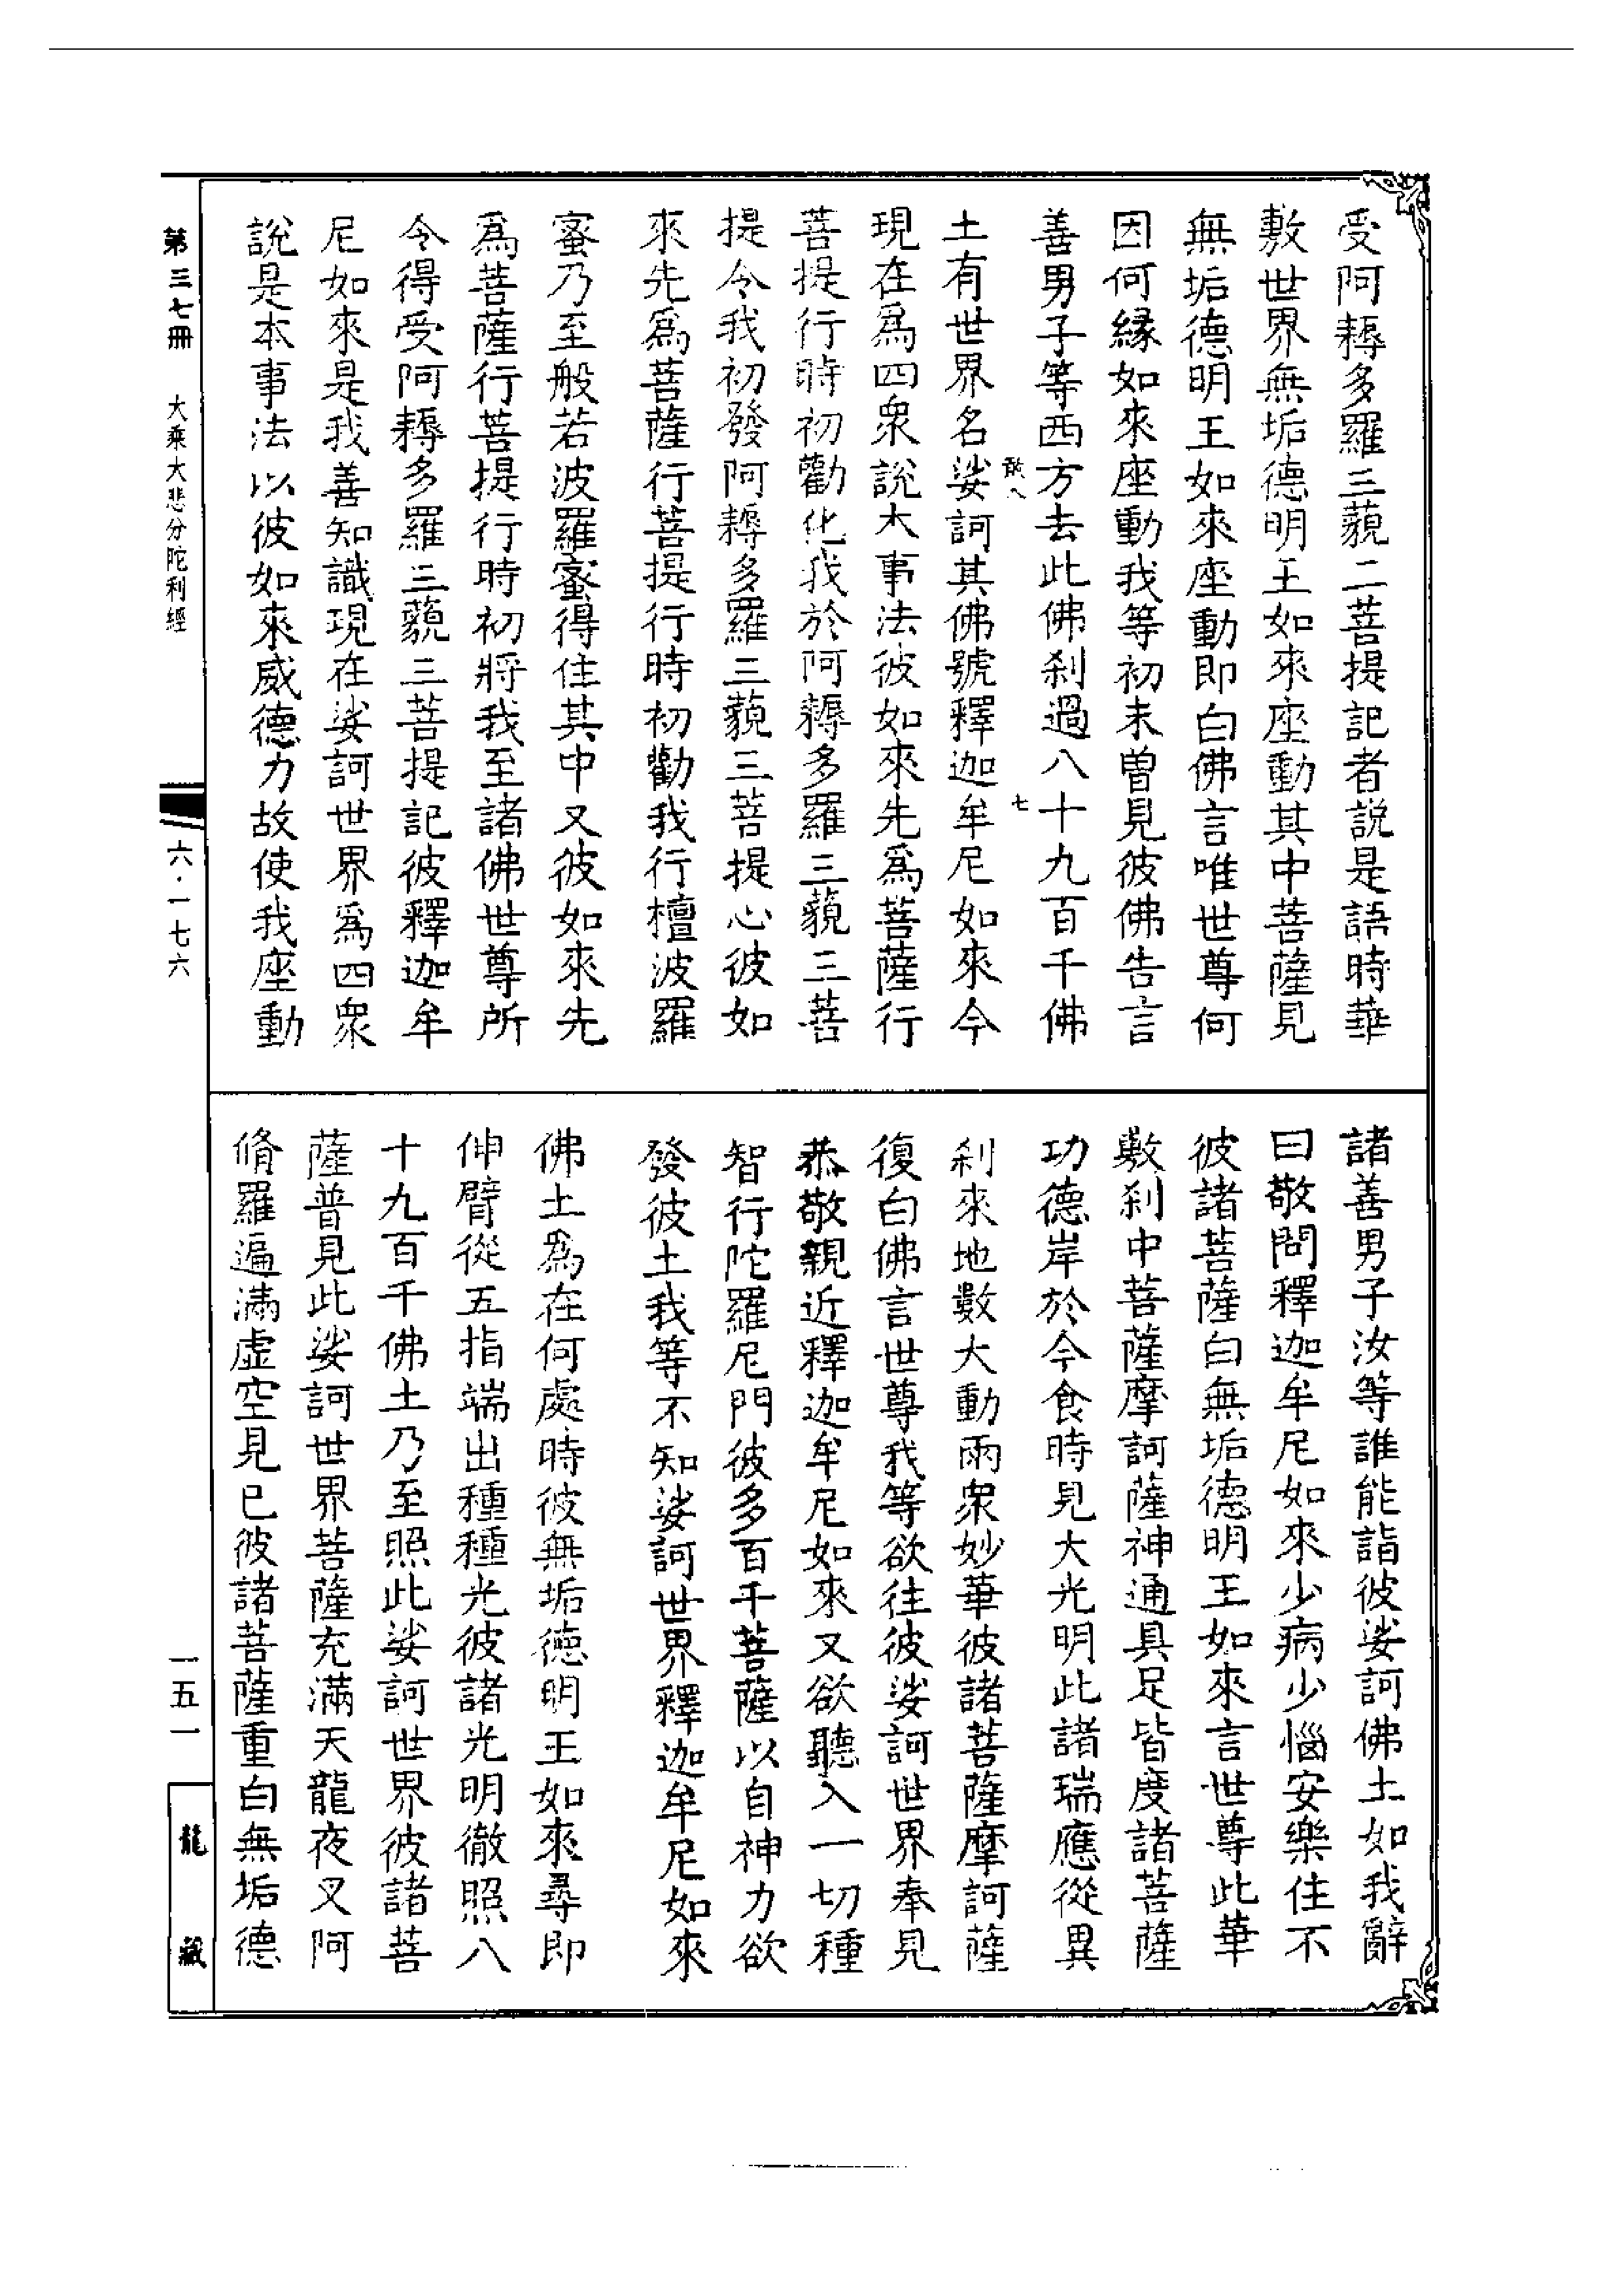 受阿耨多羅三藐二菩提記者說是語時華
敷世界無垢德明王如來座動其中菩薩見
無垢德明王如來座動即白佛言唯世尊何
因何緣如來座動我等初未曾見彼佛告言
善男子等西方去此佛剎過八十九百千佛
土有世界名娑訶其佛號釋迦牟尼如來今
現在為四眾說大事法彼如來先為菩薩行
菩提行時初勸化我於阿耨多羅三藐三菩
提令我初發阿耨多羅三藐三菩提心彼如
來先為菩薩行菩提行時初勸我行檀波羅
蜜乃至般若波羅蜜得住其中又彼如來先
為菩薩行菩提行時初將我至諸佛世尊所
令得受阿耨多羅三藐三菩提記彼釋迦牟
尼如來是我善知識現在娑訶世界為四眾
說是本事法以彼如來威德力故使我座動
諸善男子汝等誰能詣彼娑訶佛土如我辭
曰敬問釋迦牟尼如來少病少惱安樂住不
彼諸菩薩白無垢德明王如來言世尊此華
敷剎中菩薩摩訶薩神通具足皆度諸菩薩
功德岸於今食時見大光明此諸瑞應從異
剎來地數大動雨眾妙華彼諸菩薩摩訶薩
復白佛言世尊我等欲往彼娑訶世界奉見
恭敬親近釋迦牟尼如來又欲聽入一切種
智行陀羅尼門彼多百千菩薩以自神力欲
發彼土我等不知娑訶世界釋迦牟尼如來
佛土為在何處時彼無垢德明王如來尋即
伸臂從五指端出種種光彼諸光明徹照八
十九百千佛土乃至照此娑訶世界彼諸菩
薩普見此娑訶世界菩薩充滿天龍夜叉阿
脩羅遍滿虛空見已彼諸菩薩重白無垢德
第三七冊 大乘大悲分陀利經 六·一七六
一五一 龍藏